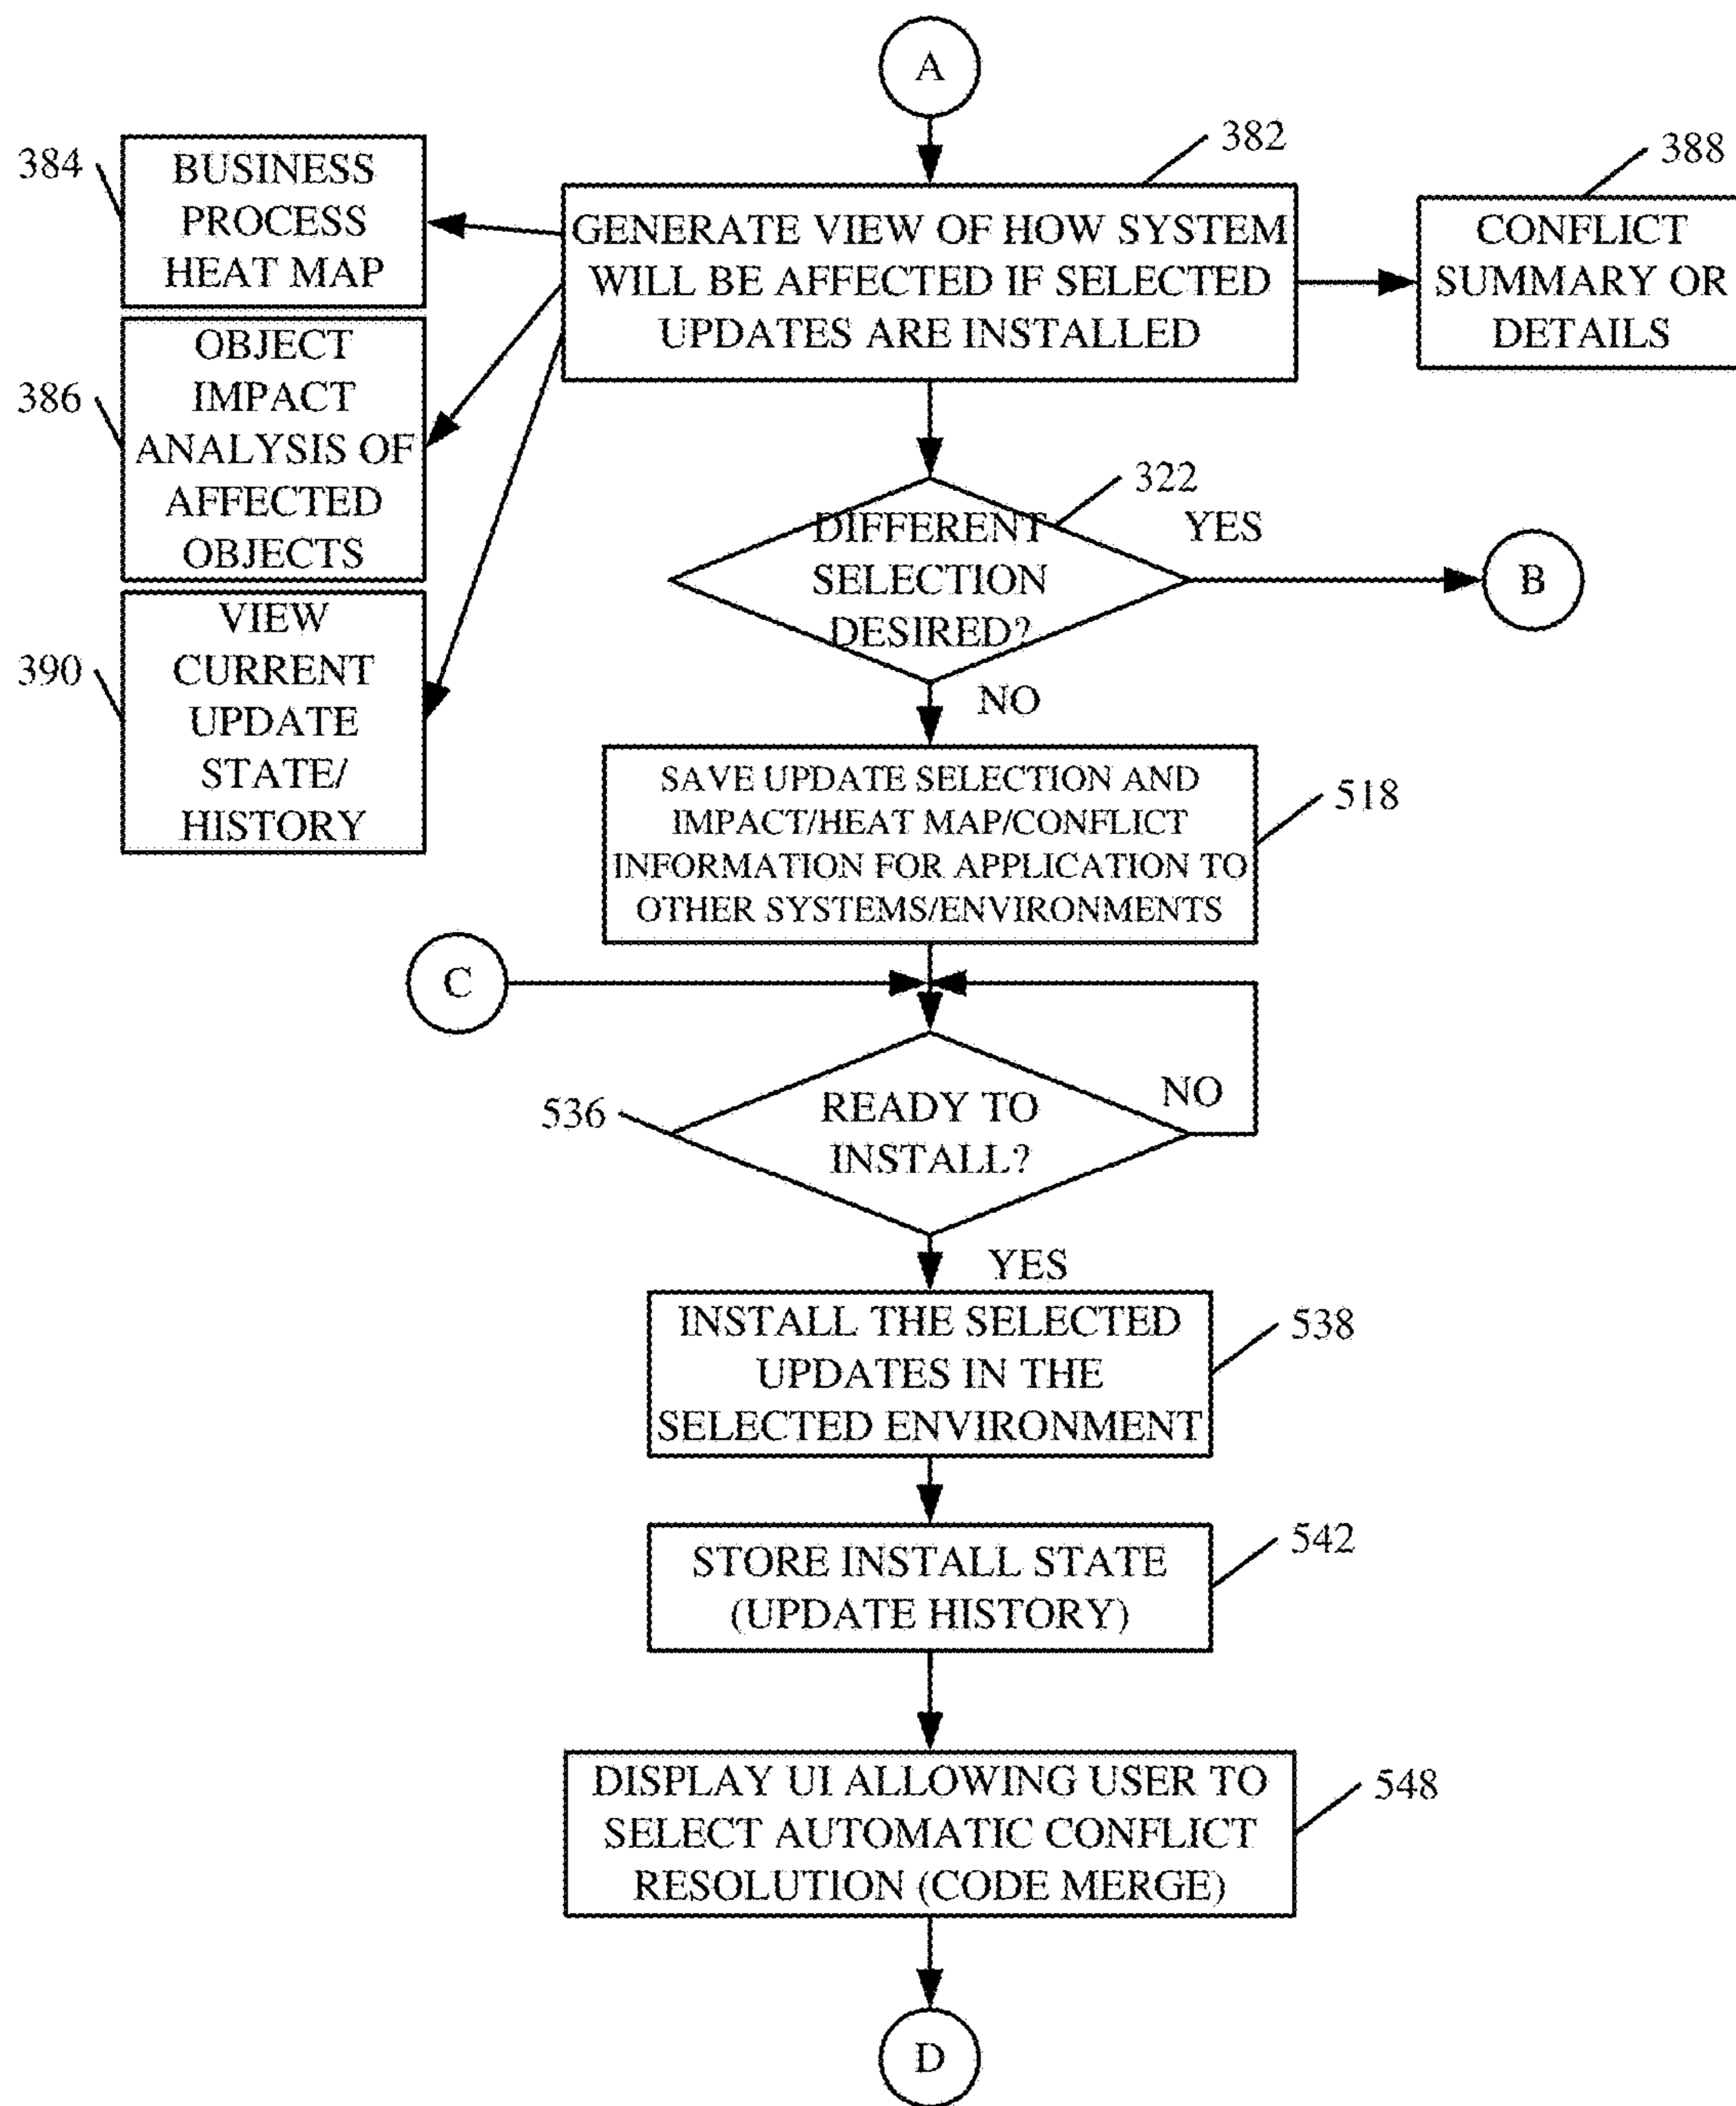 A
382
388
384
BUSINESS
PROCESS
HEAT MAP
GENERATE VIEW OF HOW SYSTEM
WILL BE AFFECTED IF SELECTED
UPDATES ARE INSTALLED
CONFLICT
SUMMARY OR
DETAILS
386
OBJECT
IMPACT
ANALYSIS OF
AFFECTED
OBJECTS
322
DIFFERENT
SELECTION
DESIRED?
YES
B
390
VIEW
CURRENT
UPDATE
STATE/
HISTORY
NO
SAVE UPDATE SELECTION AND
IMPACT/HEAT MAP/CONFLICT
INFORMATION FOR APPLICATION TO
OTHER SYSTEMS/ENVIRONMENTS
518
C
536
READY TO
INSTALL?
NO
YES
INSTALL THE SELECTED
UPDATES IN THE
SELECTED ENVIRONMENT
538
STORE INSTALL STATE
(UPDATE HISTORY)
542
DISPLAY UI ALLOWING USER TO
SELECT AUTOMATIC CONFLICT
RESOLUTION (CODE MERGE)
548
D